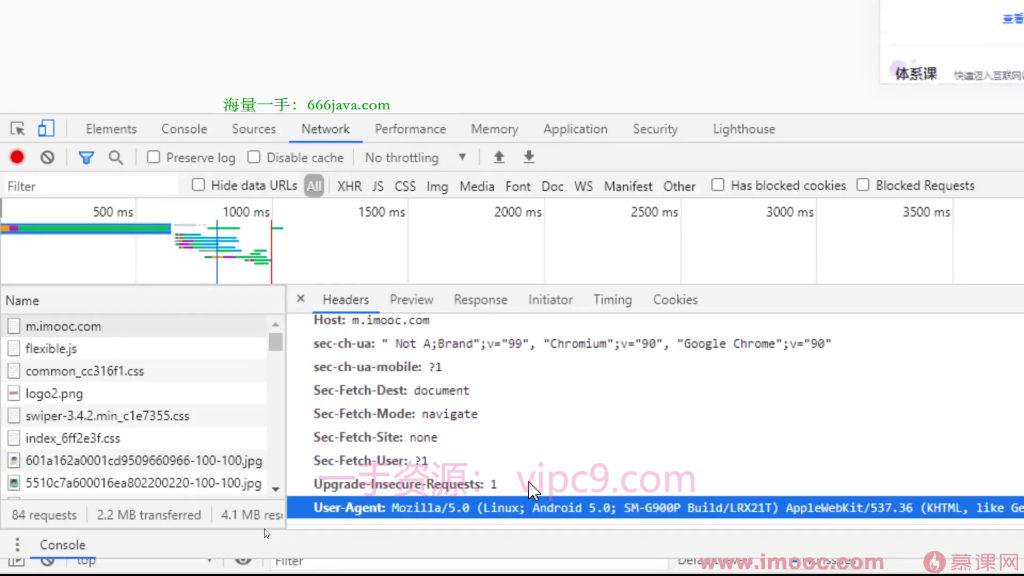 查看
体系课 快速迈入互联网
海量一手：666java.com
Elements Console Sources Network Performance Memory Application Security Lighthouse
Preserve log Disable cache No throttling
Filter Hide data URLs All XHR JS CSS Img Media Font Doc WS Manifest Other Has blocked cookies Blocked Requests
500 ms 1000 ms 1500 ms 2000 ms 2500 ms 3000 ms 3500 ms
Name
m.imooc.com
flexible.js
common_cc316f1.css
logo2.png
swiper-3.4.2.min_c1e7355.css
index_6ff2e3f.css
601a162a0001cd9509660966-100-100.jpg
5510c7a600016ea802200220-100-100.jpg
84 requests 2.2 MB transferred 4.1 MB res
× Headers Preview Response Initiator Timing Cookies
Host: m.imooc.com
sec-ch-ua: " Not A;Brand";v="99", "Chromium";v="90", "Google Chrome";v="90"
sec-ch-ua-mobile: ?1
Sec-Fetch-Dest: document
Sec-Fetch-Mode: navigate
Sec-Fetch-Site: none
Sec-Fetch-User: ?1
一手资源： vipc9.com
Upgrade-Insecure-Requests: 1
User-Agent: Mozilla/5.0 (Linux; Android 5.0; SM-G900P Build/LRX21T) AppleWebKit/537.36 (KHTML, like Ge
Console
top Filter
www.imooc.com 慕课网